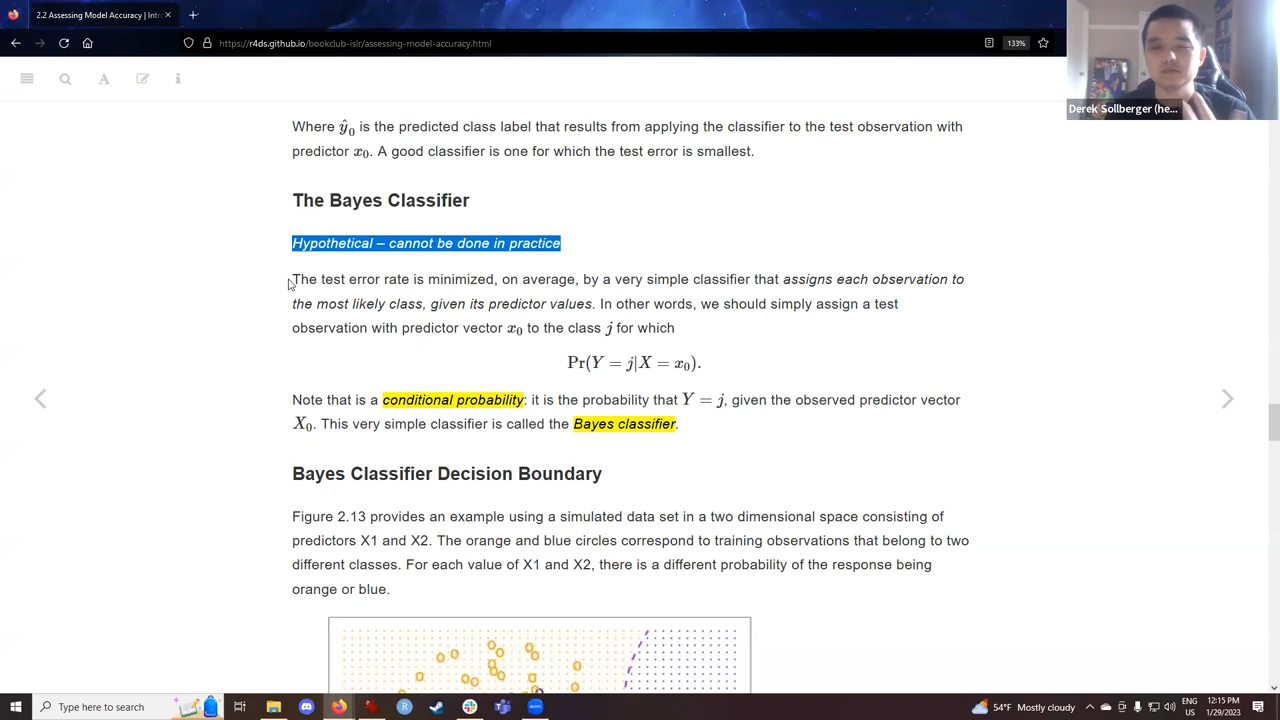 2.2 Assessing Model Accuracy | Intr
https://r4ds.github.io/bookclub-islr/assessing-model-accuracy.html
133%
Derek Sollberger (he...
Where ŷ₀ is the predicted class label that results from applying the classifier to the test observation with
predictor x₀. A good classifier is one for which the test error is smallest.
The Bayes Classifier
Hypothetical – cannot be done in practice
The test error rate is minimized, on average, by a very simple classifier that assigns each observation to
the most likely class, given its predictor values. In other words, we should simply assign a test
observation with predictor vector x₀ to the class j for which
Pr(Y = j|X = x₀).
Note that is a conditional probability: it is the probability that Y = j, given the observed predictor vector
X₀. This very simple classifier is called the Bayes classifier.
Bayes Classifier Decision Boundary
Figure 2.13 provides an example using a simulated data set in a two dimensional space consisting of
predictors X1 and X2. The orange and blue circles correspond to training observations that belong to two
different classes. For each value of X1 and X2, there is a different probability of the response being
orange or blue.
Type here to search
54°F Mostly cloudy
ENG
US
12:15 PM
1/29/2023